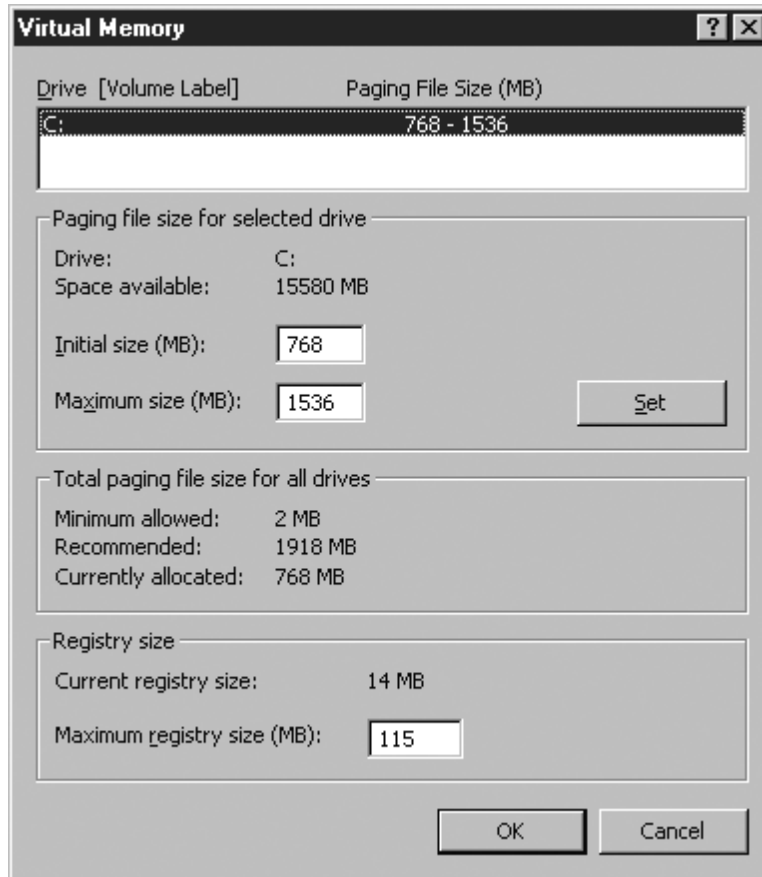 Virtual Memory
Drive [Volume Label] Paging File Size (MB)
C: 768 - 1536
Paging file size for selected drive
Drive: C:
Space available: 15580 MB
Initial size (MB): 768
Maximum size (MB): 1536
Set
Total paging file size for all drives
Minimum allowed: 2 MB
Recommended: 1918 MB
Currently allocated: 768 MB
Registry size
Current registry size: 14 MB
Maximum registry size (MB): 115
OK Cancel